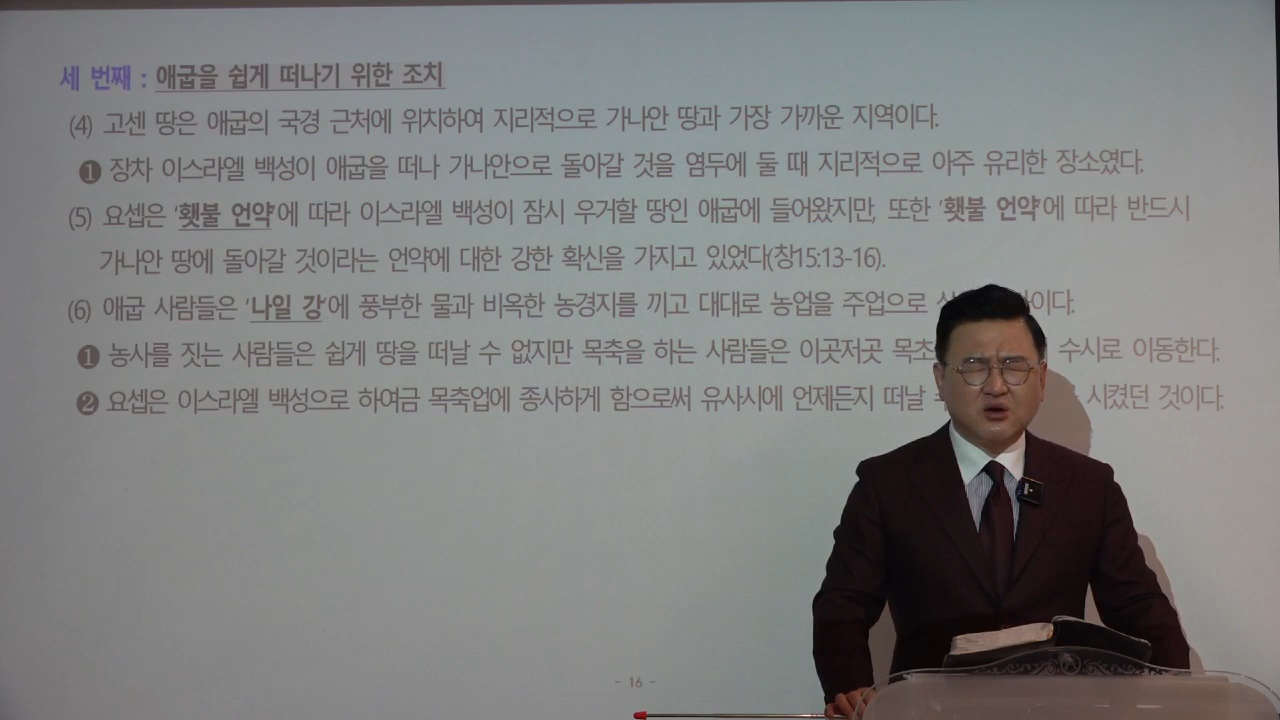 세 번째 : 애굽을 쉽게 떠나기 위한 조치
(4) 고센 땅은 애굽의 국경 근처에 위치하여 지리적으로 가나안 땅과 가장 가까운 지역이다.
❶ 장차 이스라엘 백성이 애굽을 떠나 가나안으로 돌아갈 것을 염두에 둘 때 지리적으로 아주 유리한 장소였다.
(5) 요셉은 '횃불 언약'에 따라 이스라엘 백성이 잠시 우거할 땅인 애굽에 들어왔지만, 또한 '횃불 언약'에 따라 반드시
가나안 땅에 돌아갈 것이라는 언약에 대한 강한 확신을 가지고 있었다(창15:13-16).
(6) 애굽 사람들은 '나일 강'에 풍부한 물과 비옥한 농경지를 끼고 대대로 농업을 주업으로
❶ 농사를 짓는 사람들은 쉽게 땅을 떠날 수 없지만 목축을 하는 사람들은 이곳저곳 수시로 이동한다.
❷ 요셉은 이스라엘 백성으로 하여금 목축업에 종사하게 함으로써 유사시에 언제든지 떠날 시켰던 것이다.
- 16 -